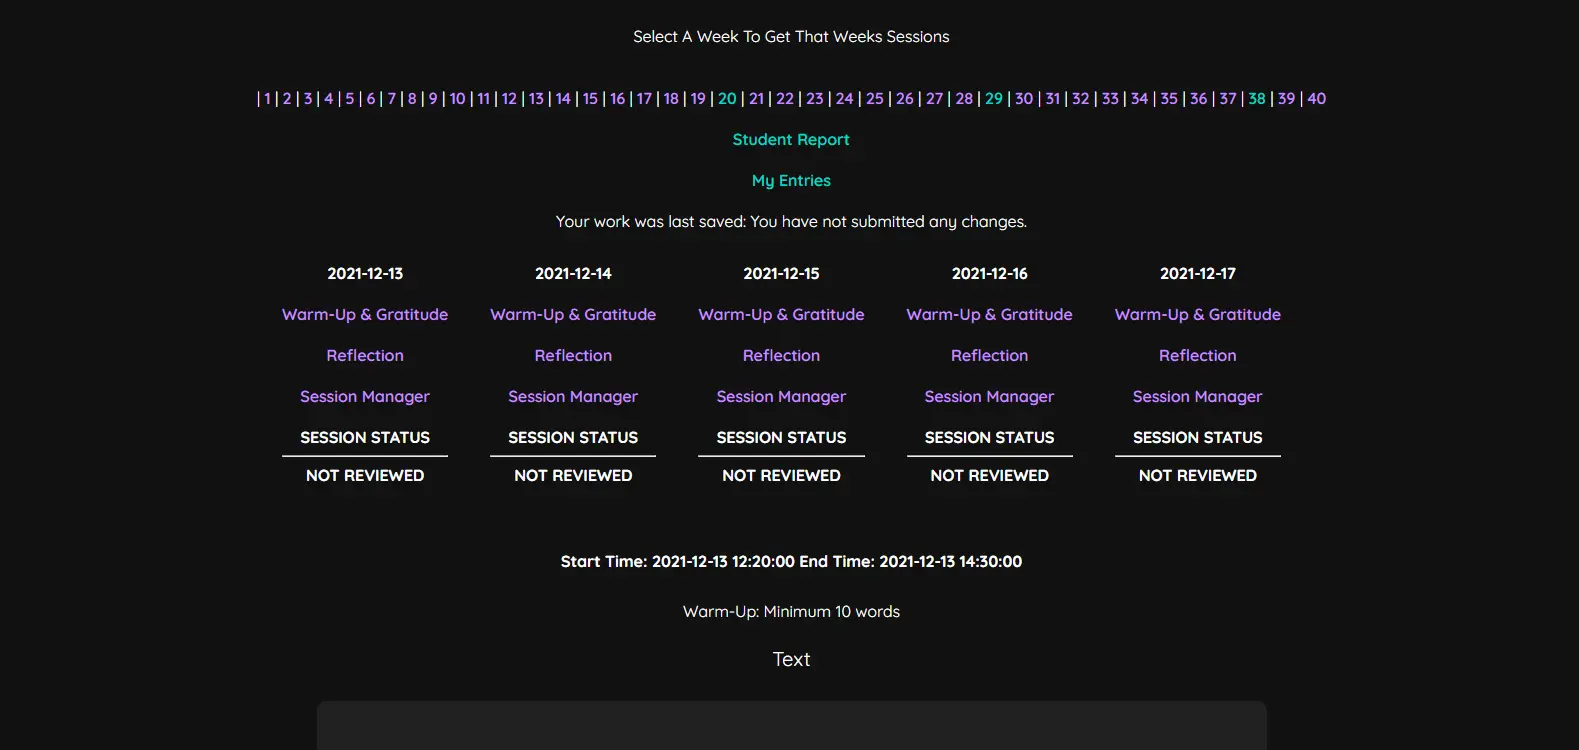 Select A Week To Get That Weeks Sessions
| 1 | 2 | 3 | 4 | 5 | 6 | 7 | 8 | 9 | 10 | 11 | 12 | 13 | 14 | 15 | 16 | 17 | 18 | 19 | 20 | 21 | 22 | 23 | 24 | 25 | 26 | 27 | 28 | 29 | 30 | 31 | 32 | 33 | 34 | 35 | 36 | 37 | 38 | 39 | 40
Student Report
My Entries
Your work was last saved: You have not submitted any changes.
2021-12-13 2021-12-14 2021-12-15 2021-12-16 2021-12-17
Warm-Up & Gratitude Warm-Up & Gratitude Warm-Up & Gratitude Warm-Up & Gratitude Warm-Up & Gratitude
Reflection Reflection Reflection Reflection Reflection
Session Manager Session Manager Session Manager Session Manager Session Manager
SESSION STATUS SESSION STATUS SESSION STATUS SESSION STATUS SESSION STATUS
NOT REVIEWED NOT REVIEWED NOT REVIEWED NOT REVIEWED NOT REVIEWED
Start Time: 2021-12-13 12:20:00 End Time: 2021-12-13 14:30:00
Warm-Up: Minimum 10 words
Text